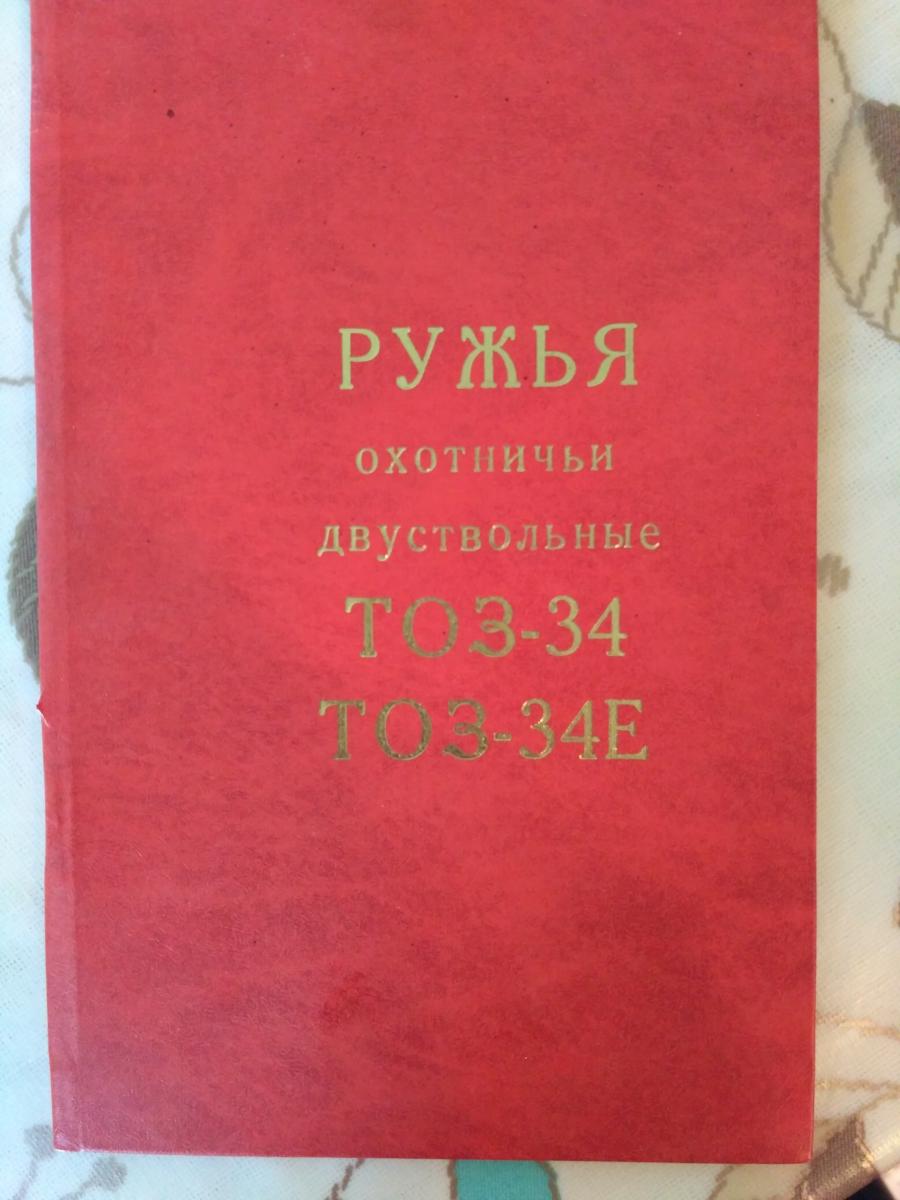 РУЖЬЯ
охотничьи
двуствольные
ТОЗ-34
ТОЗ-34Е